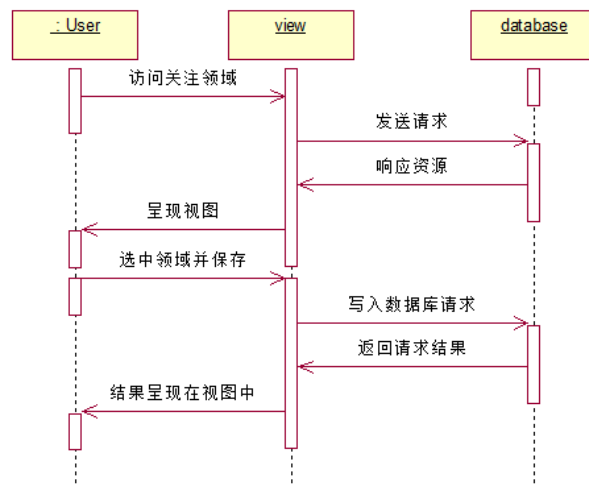 : User
view
database
访问关注领域
发送请求
响应资源
呈现视图
选中领域并保存
写入数据库请求
返回请求结果
结果呈现在视图中